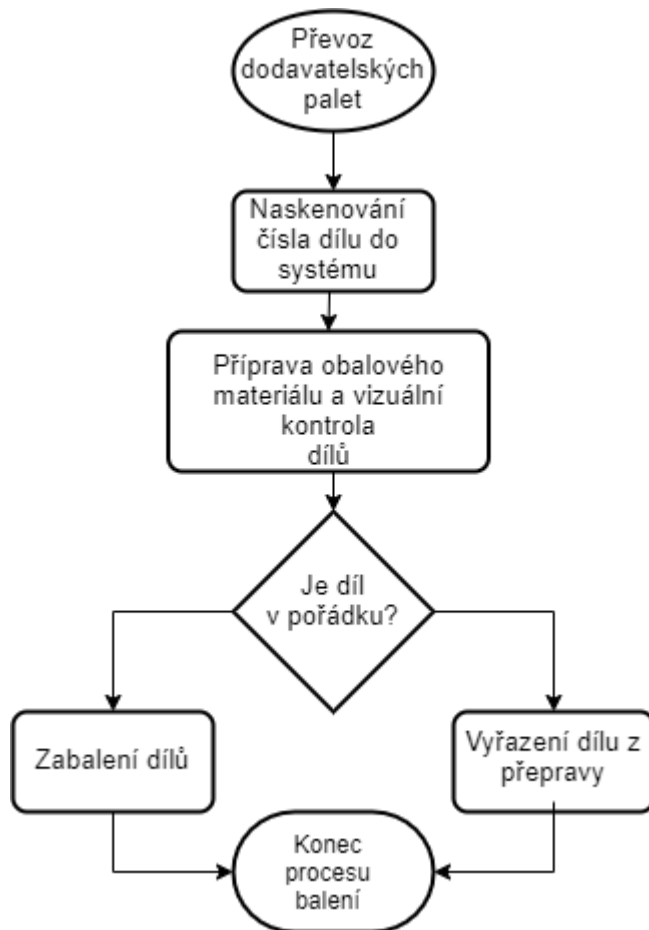 Převoz
dodavatelských
palet
Naskenování
čísla dílu do
systému
Příprava obalového
materiálu a vizuální
kontrola
dílů
Je díl
v pořádku?
Zabalení dílů
Vyřazení dílu z
přepravy
Konec
procesu
balení